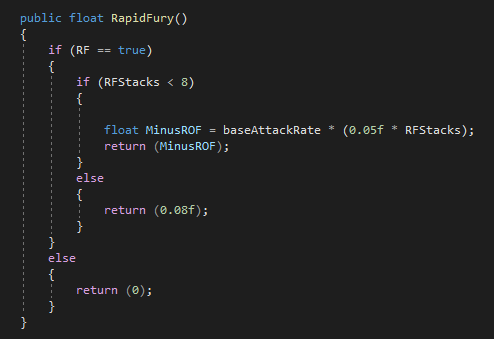 public float RapidFury()
{
    if (RF == true)
    {
        if (RFStacks < 8)
        {

            float MinusROF = baseAttackRate * (0.05f * RFStacks);
            return (MinusROF);
        }
        else
        {
            return (0.08f);
        }
    }
    else
    {
        return (0);
    }
}